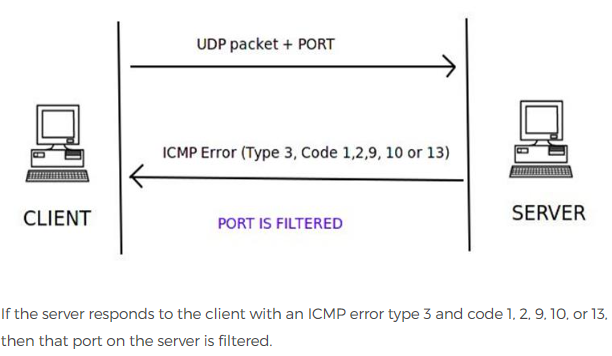 UDP packet + PORT
ICMP Error (Type 3, Code 1,2,9, 10 or 13)
CLIENT
PORT IS FILTERED
SERVER
If the server responds to the client with an ICMP error type 3 and code 1, 2, 9, 10, or 13,
then that port on the server is filtered.